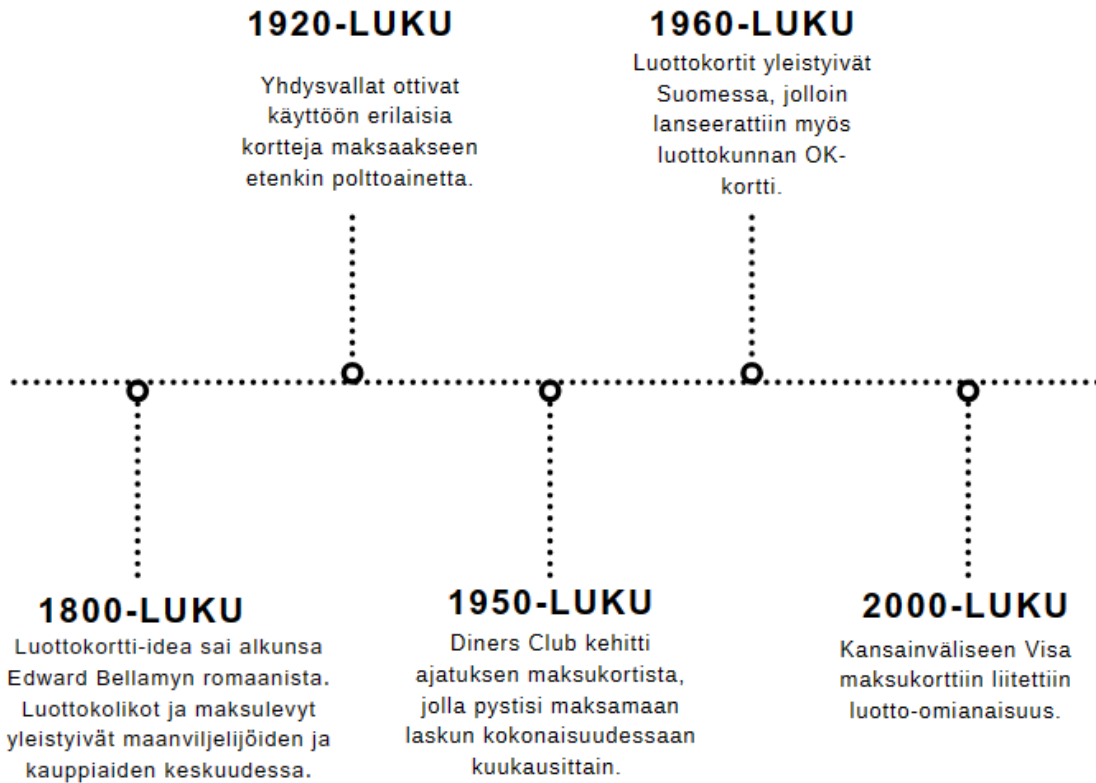 1920-LUKU
Yhdysvallat ottivat
käyttöön erilaisia
kortteja maksaakseen
etenkin polttoainetta.
1960-LUKU
Luottokortit yleistyivät
Suomessa, jolloin
lanseerattiin myös
luottokunnan OK-
kortti.
1800-LUKU
Luottokortti-idea sai alkunsa
Edward Bellamyn romaanista.
Luottokolikot ja maksulevyt
yleistyivät maanviljelijöiden ja
kauppiaiden keskuudessa.
1950-LUKU
Diners Club kehitti
ajatuksen maksukortista,
jolla pystisi maksamaan
laskun kokonaisuudessaan
kuukausittain.
2000-LUKU
Kansainväliseen Visa
maksukorttiin liitettiin
luotto-omianaisuus.